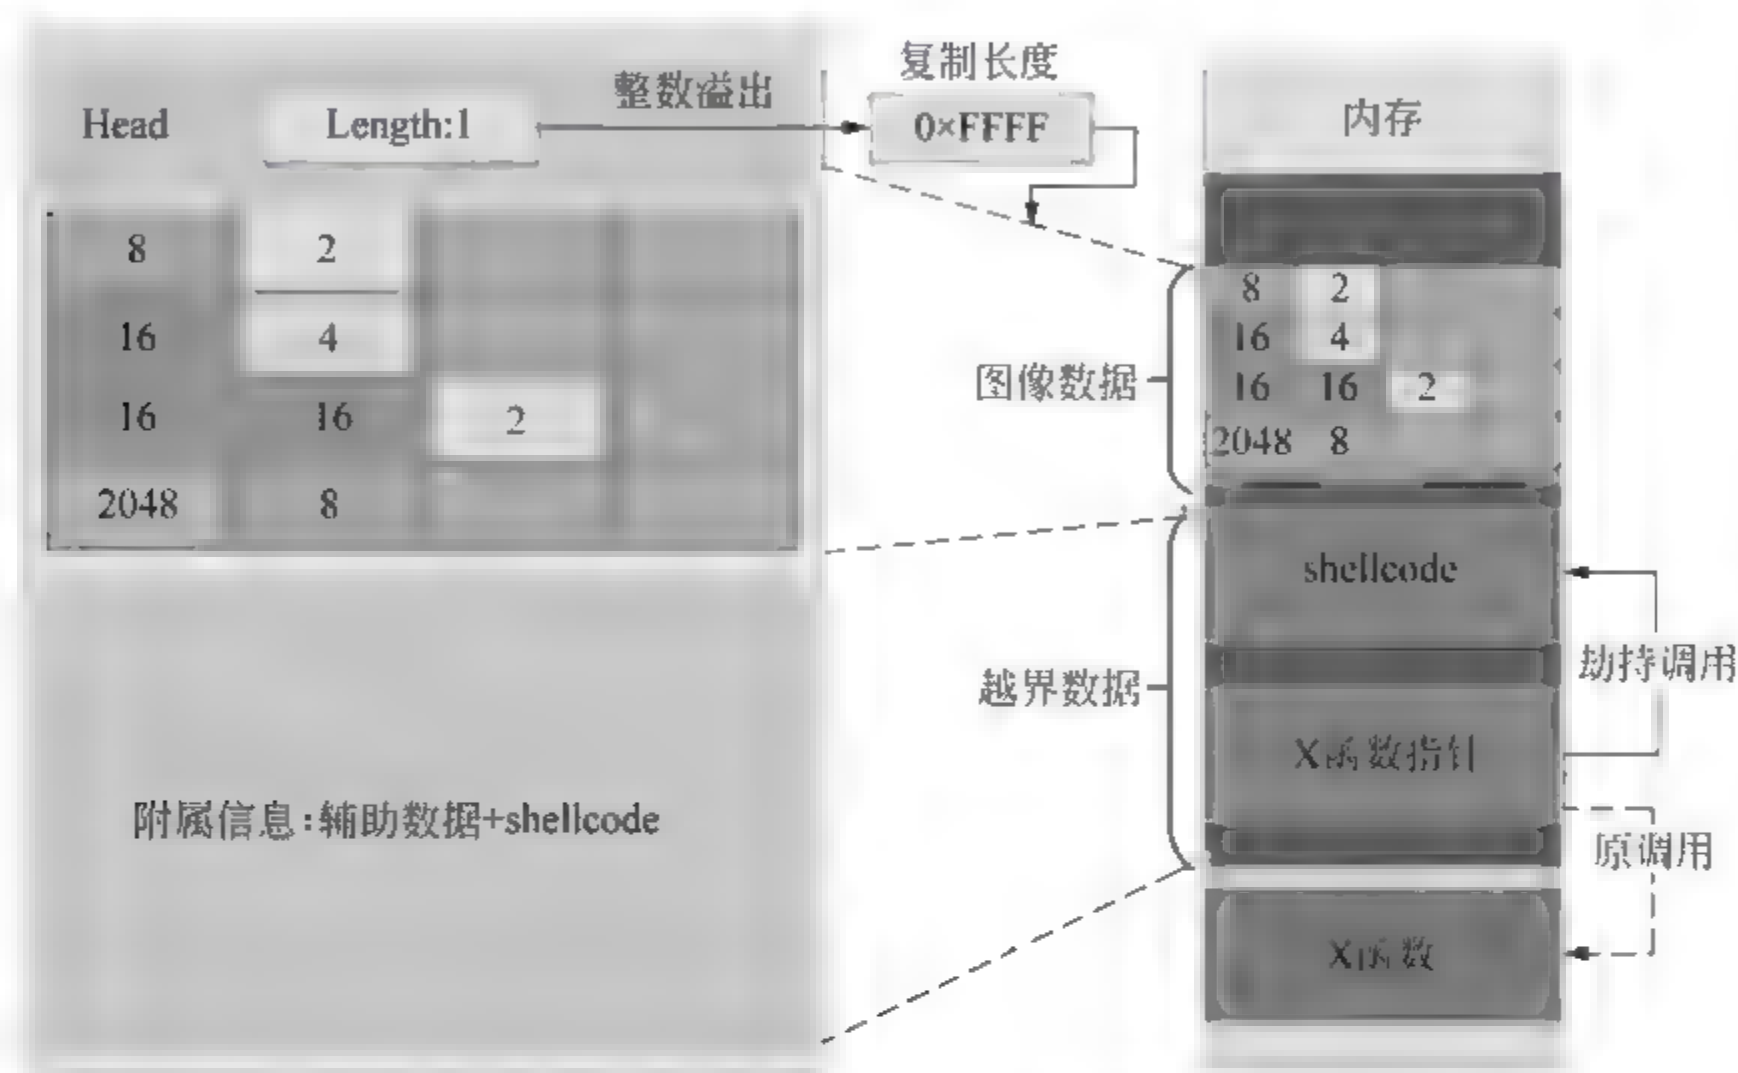 Head
Length:1
整数溢出
复制长度
0×FFFF
8 2
16 4
16 16 2
2048 8
附属信息:辅助数据+shellcode
图像数据
越界数据
内存
8 2
16 4
16 16 2
2048 8
shellcode
X函数指针
X函数
劫持调用
原调用